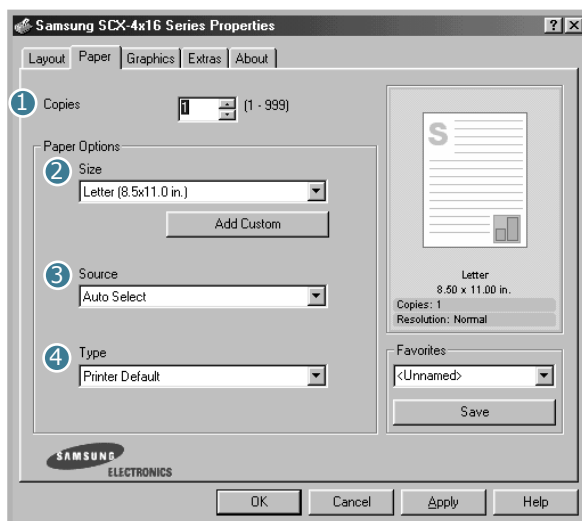 Samsung SCX-4x16 Series Properties
Layout Paper Graphics Extras About
1 Copies 1 (1 - 999)
Paper Options
2 Size
Letter (8.5x11.0 in.)
Add Custom
3 Source
Auto Select
4 Type
Printer Default
S
Letter
8.50 x 11.00 in.
Copies: 1
Resolution: Normal
Favorites
<Unnamed>
Save
SAMSUNG
ELECTRONICS
OK Cancel Apply Help